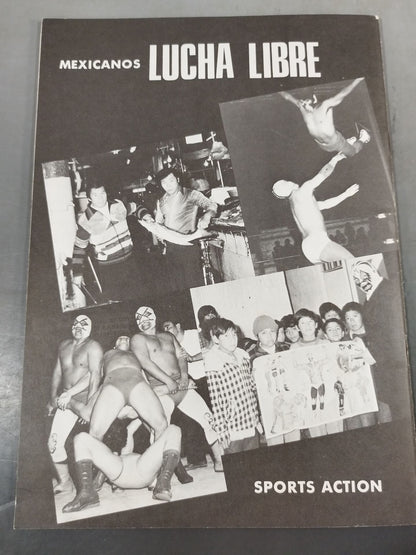 MEXICANOS LUCHA LIBRE
SPORTS ACTION